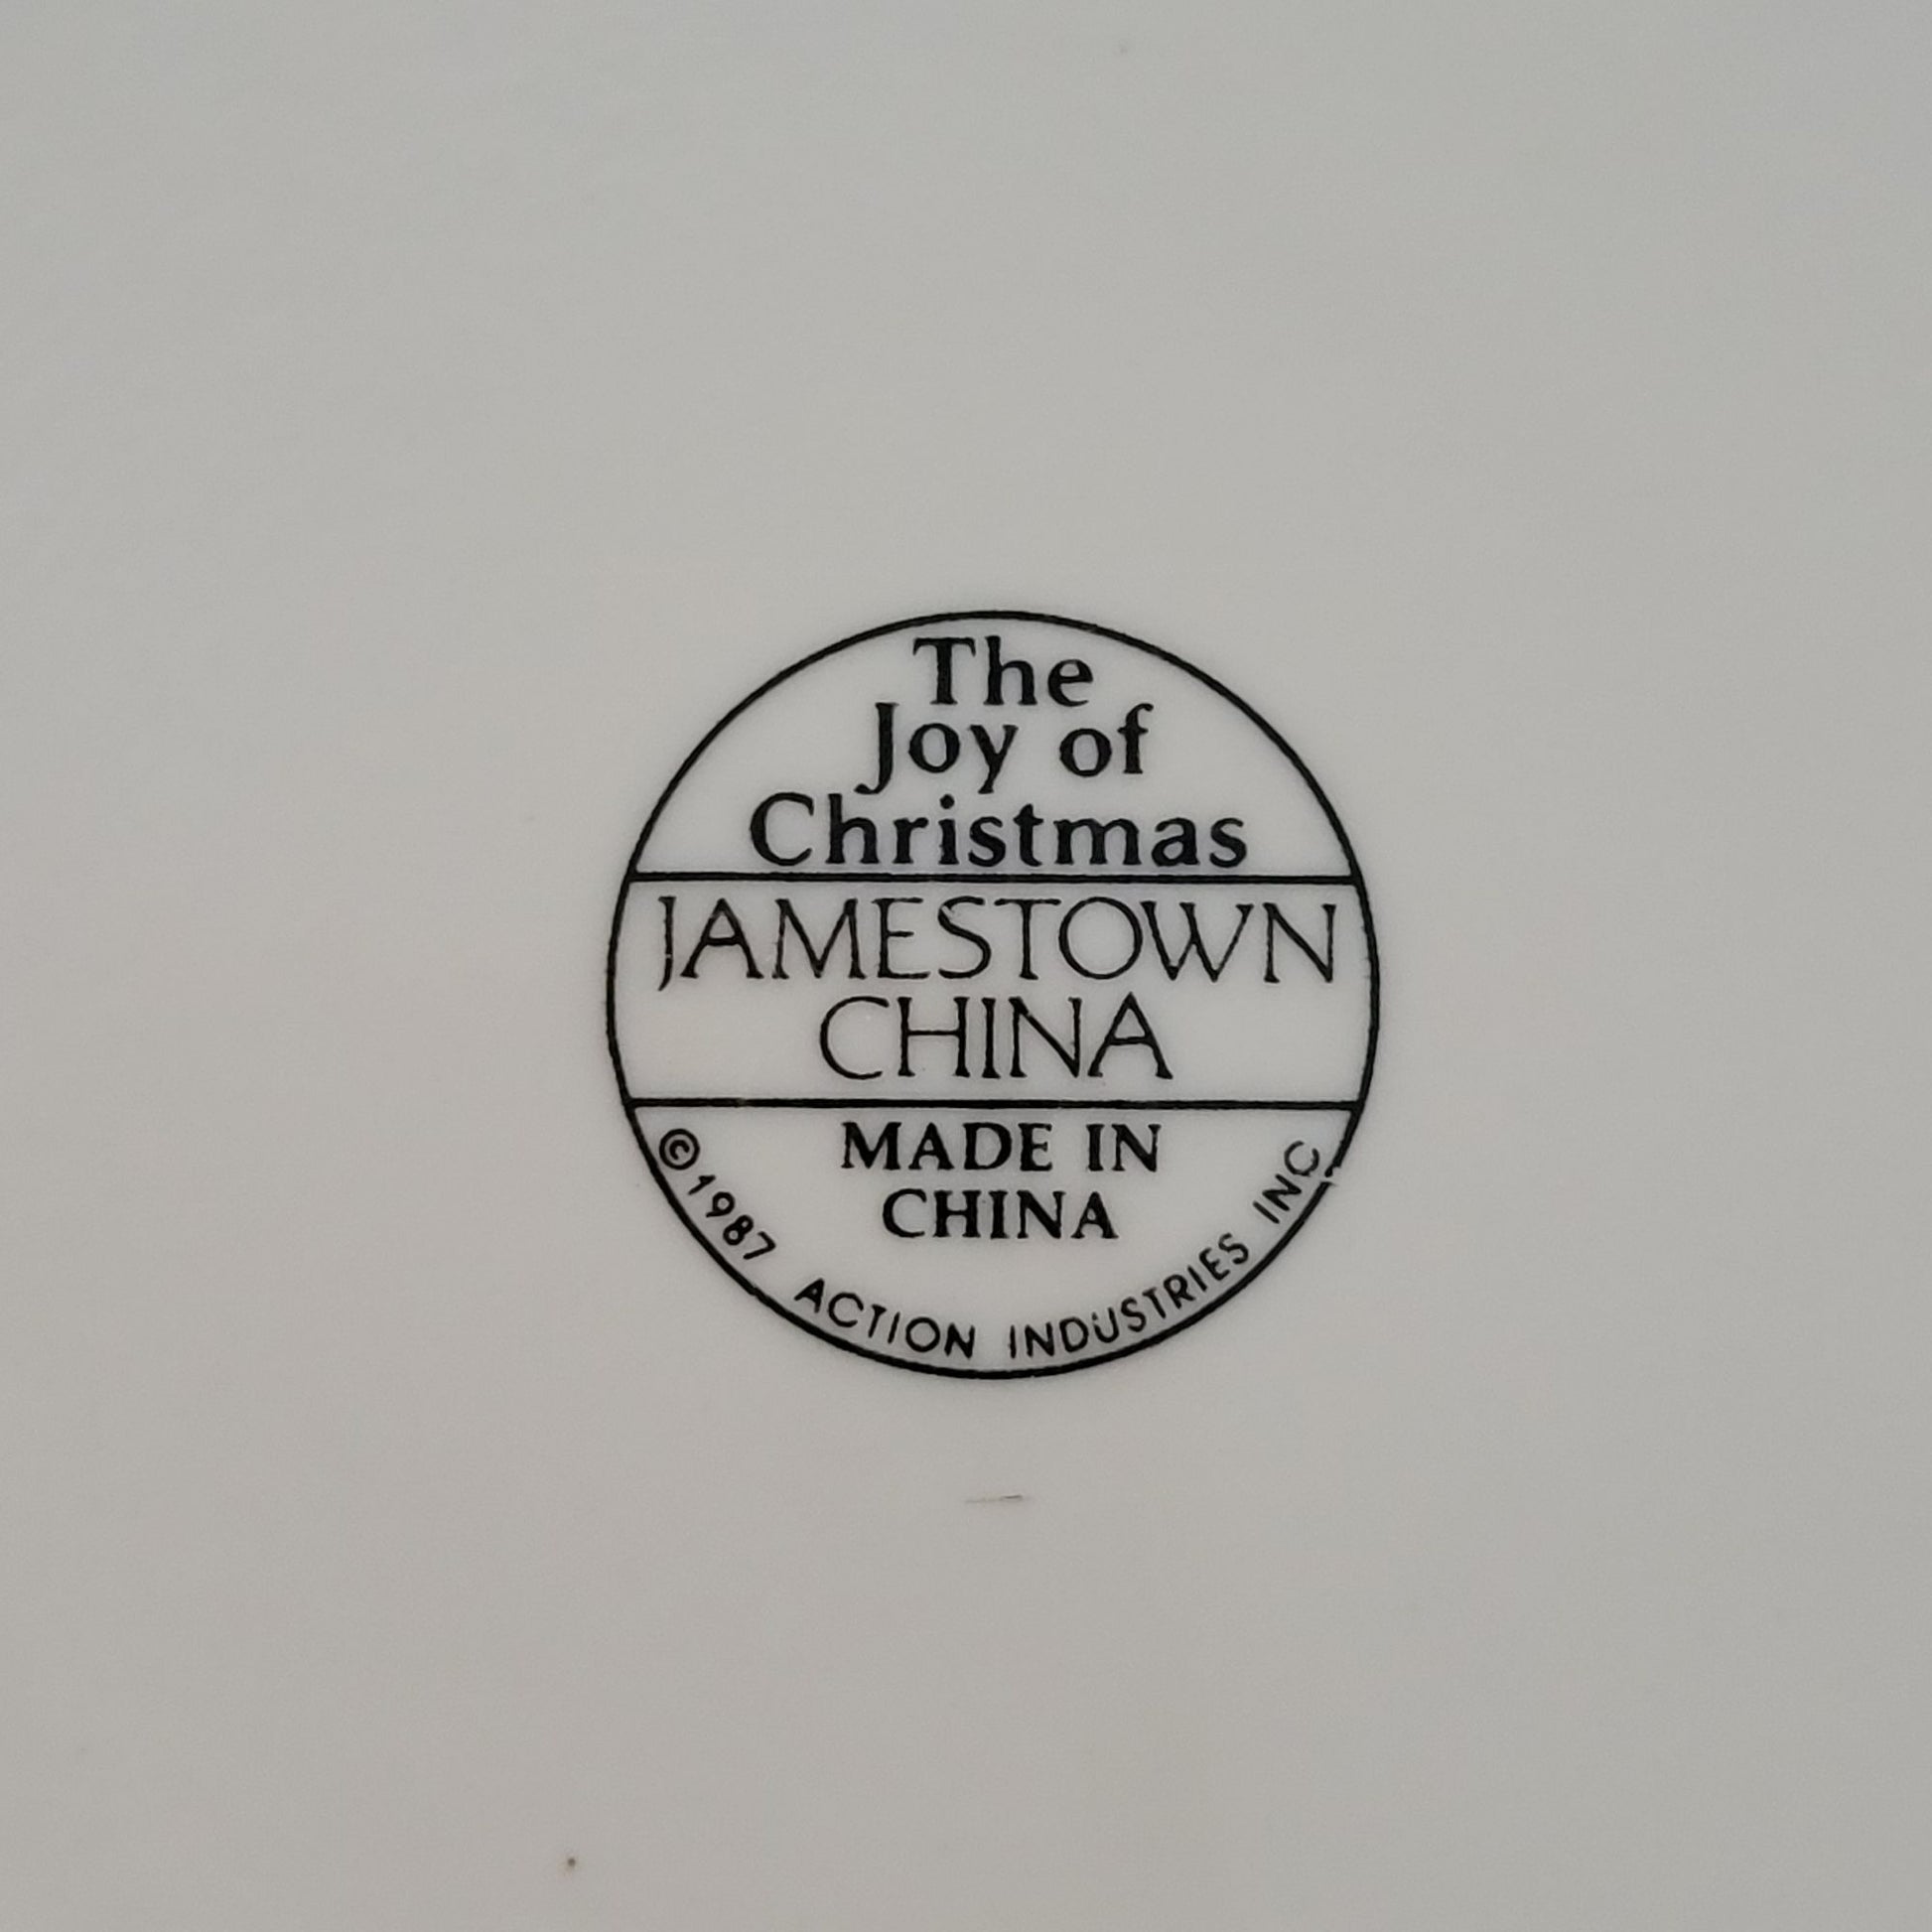 The
Joy of
Christmas
JAMESTOWN
CHINA
MADE IN
CHINA
©1987 ACTION INDUSTRIES INC